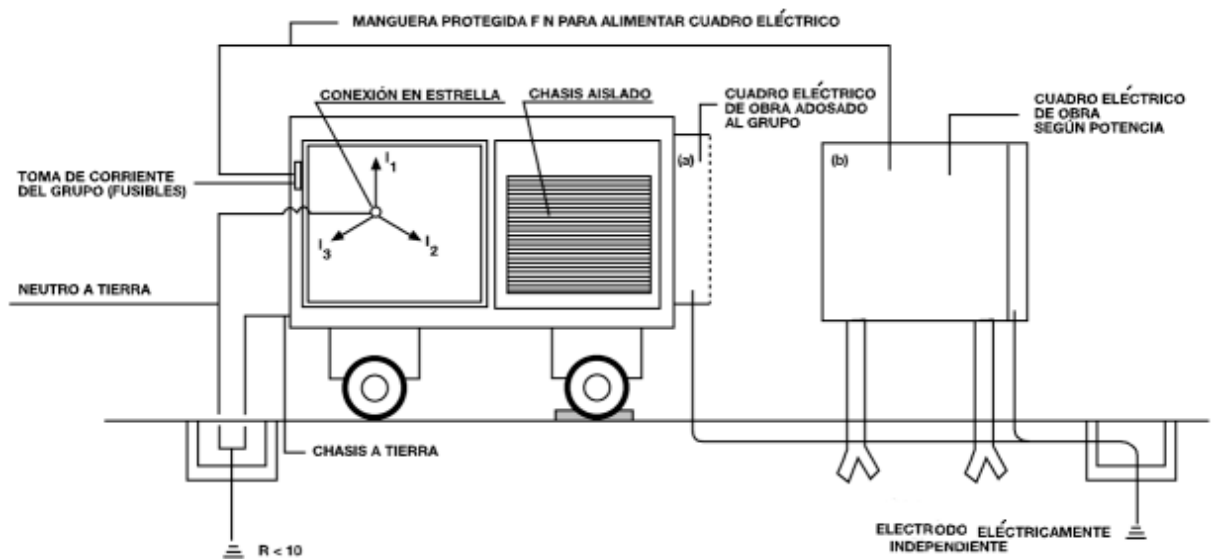 MANGUERA PROTEGIDA F N PARA ALIMENTAR CUADRO ELÉCTRICO
CONEXIÓN EN ESTRELLA
CHASIS AISLADO
CUADRO ELÉCTRICO
DE OBRA ADOSADO
AL GRUPO
CUADRO ELÉCTRICO
DE OBRA
SEGÚN POTENCIA
(a)
(b)
TOMA DE CORRIENTE
DEL GRUPO (FUSIBLES)
I1
I3
I2
NEUTRO A TIERRA
CHASIS A TIERRA
R < 10
ELECTRODO ELÉCTRICAMENTE
INDEPENDIENTE